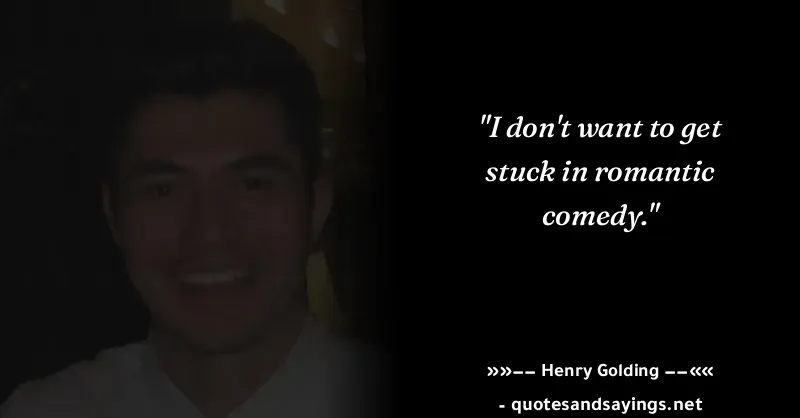 "I don't want to get
stuck in romantic
comedy."
»»−− Henry Golding −−««
- quotesandsayings.net